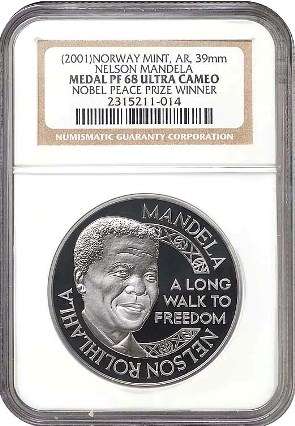 (2001)NORWAY MINT, AR, 39mm
NELSON MANDELA
MEDAL PF 68 ULTRA CAMEO
NOBEL PEACE PRIZE WINNER
2315211-014
NUMISMATIC GUARANTY CORPORATION
MANDELA
A LONG
WALK TO
FREEDOM
NELSON ROLIHLAHLA